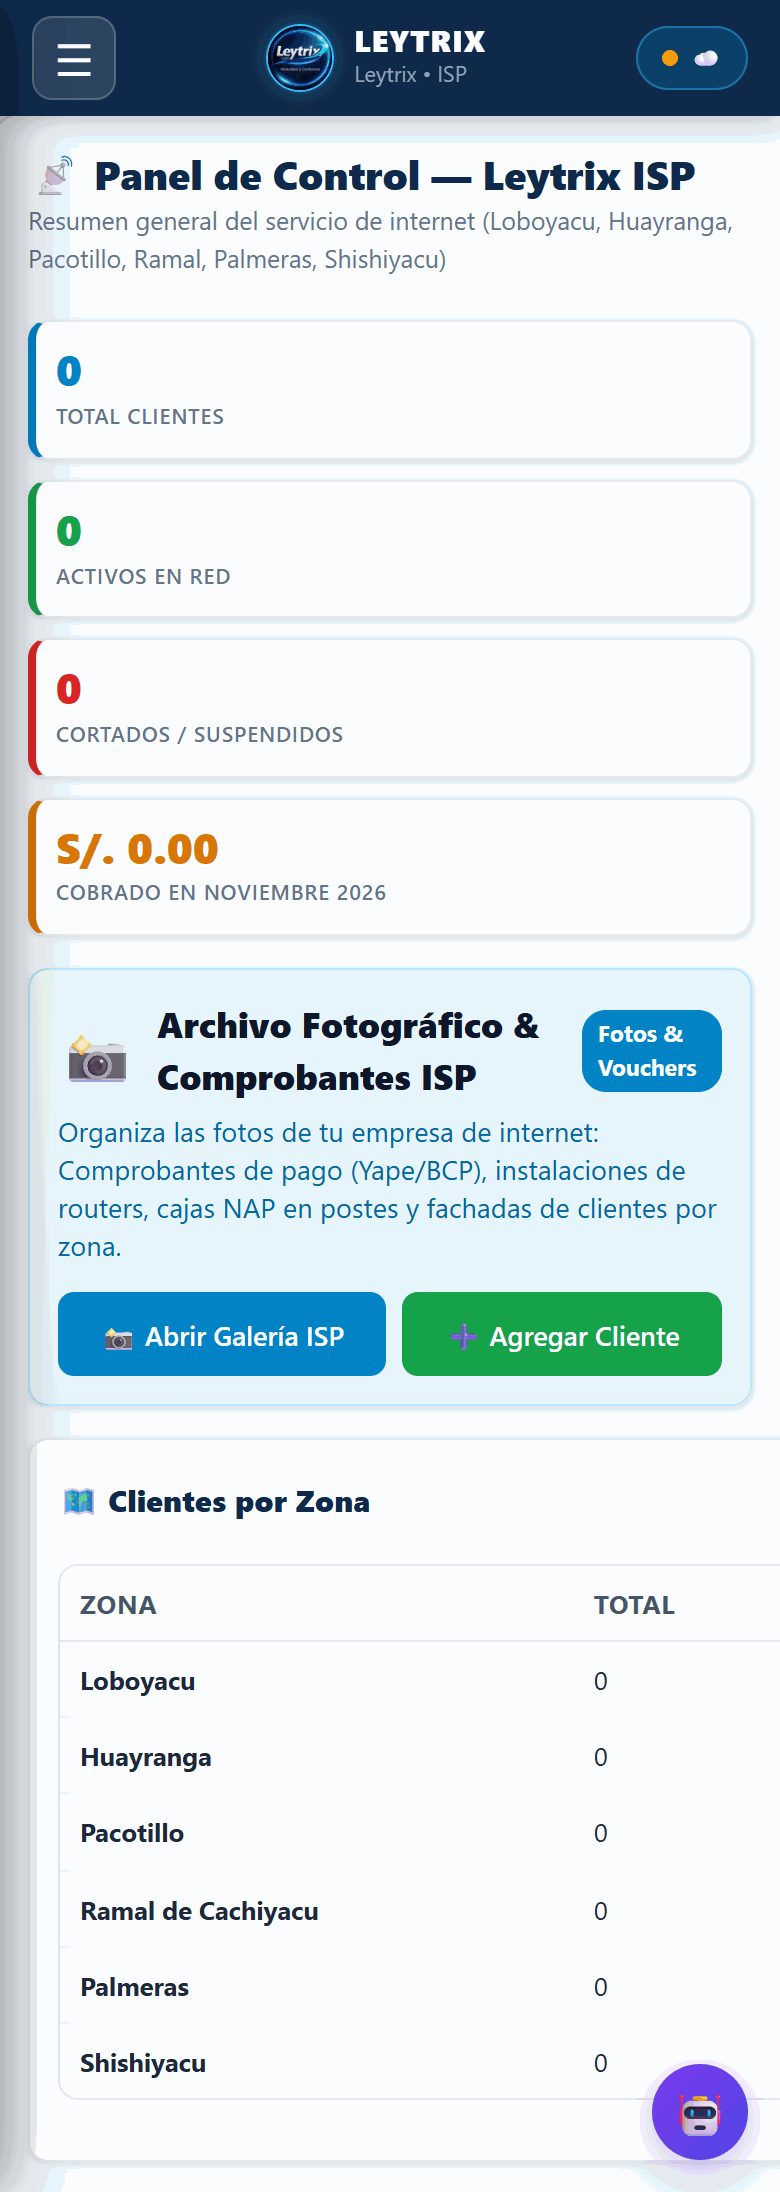 LEYTRIX
Leytrix • ISP
Leytrix
Panel de Control — Leytrix ISP
Resumen general del servicio de internet (Loboyacu, Huayranga,
Pacotillo, Ramal, Palmeras, Shishiyacu)
0
TOTAL CLIENTES
0
ACTIVOS EN RED
0
CORTADOS / SUSPENDIDOS
S/. 0.00
COBRADO EN NOVIEMBRE 2026
Archivo Fotográfico &
Comprobantes ISP
Fotos &
Vouchers
Organiza las fotos de tu empresa de internet:
Comprobantes de pago (Yape/BCP), instalaciones de
routers, cajas NAP en postes y fachadas de clientes por
zona.
Abrir Galería ISP
Agregar Cliente
Clientes por Zona
ZONA TOTAL
Loboyacu 0
Huayranga 0
Pacotillo 0
Ramal de Cachiyacu 0
Palmeras 0
Shishiyacu 0